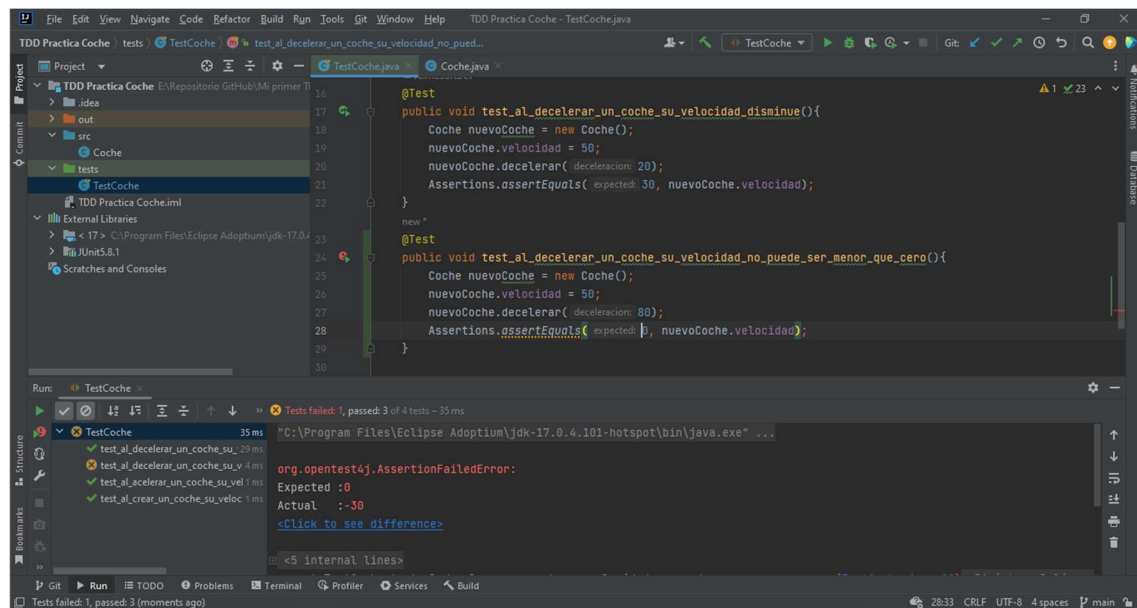 File Edit View Navigate Code Refactor Build Run Tools Git Window Help TDD Practica Coche - TestCoche.java
TDD Practica Coche tests TestCoche test_al_decelerar_un_coche_su_velocidad_no_pued... TestCoche Git:
Project TestCoche.java Coche.java
TDD Practica Coche E:\Repositorio GitHub\Mi primer T
.idea
out
src
Coche
tests
TestCoche
TDD Practica Coche.iml
External Libraries
< 17 > C:\Program Files\Eclipse Adoptium\jdk-17.0.4
JUnit5.8.1
Scratches and Consoles
16 @Test
17 public void test_al_decelerar_un_coche_su_velocidad_disminue(){
18 Coche nuevoCoche = new Coche();
19 nuevoCoche.velocidad = 50;
20 nuevoCoche.decelerar( deceleracion: 20);
21 Assertions.assertEquals( expected: 30, nuevoCoche.velocidad);
22 }
new *
23 @Test
24 public void test_al_decelerar_un_coche_su_velocidad_no_puede_ser_menor_que_cero(){
25 Coche nuevoCoche = new Coche();
26 nuevoCoche.velocidad = 50;
27 nuevoCoche.decelerar( deceleracion: 80);
28 Assertions.assertEquals( expected: 0, nuevoCoche.velocidad);
29 }
30
1 23
Project
Commit
Notifications
Database
Run: TestCoche
Tests failed: 1, passed: 3 of 4 tests – 35 ms
TestCoche 35 ms
test_al_decelerar_un_coche_su_ 29 ms
test_al_decelerar_un_coche_su_v 4 ms
test_al_acelerar_un_coche_su_vel 1 ms
test_al_crear_un_coche_su_veloc 1 ms
"C:\Program Files\Eclipse Adoptium\jdk-17.0.4.101-hotspot\bin\java.exe" ...
org.opentest4j.AssertionFailedError:
Expected :0
Actual :-30
<Click to see difference>
<5 internal lines>
Structure
Bookmarks
Git Run TODO Problems Terminal Profiler Services Build
Tests failed: 1, passed: 3 (moments ago) 28:33 CRLF UTF-8 4 spaces main